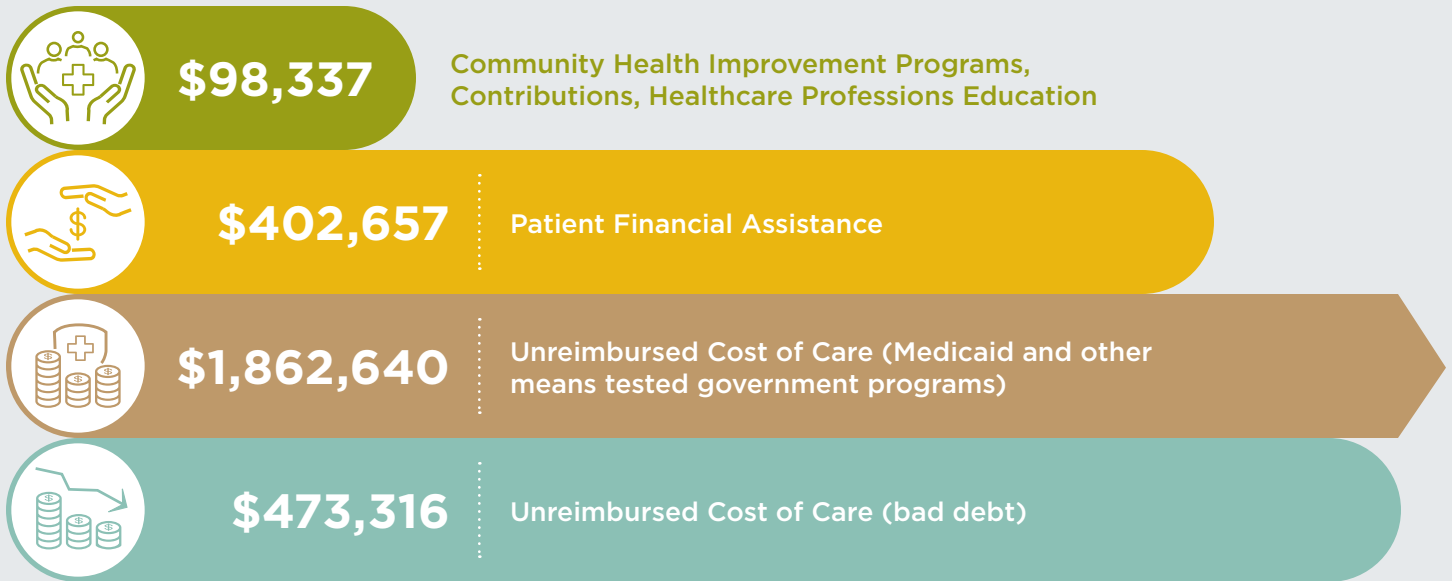 $98,337
Community Health Improvement Programs,
Contributions, Healthcare Professions Education
$
$402,657
Patient Financial Assistance
$ $ $
$1,862,640
Unreimbursed Cost of Care (Medicaid and other
means tested government programs)
$ $ $
$473,316
Unreimbursed Cost of Care (bad debt)